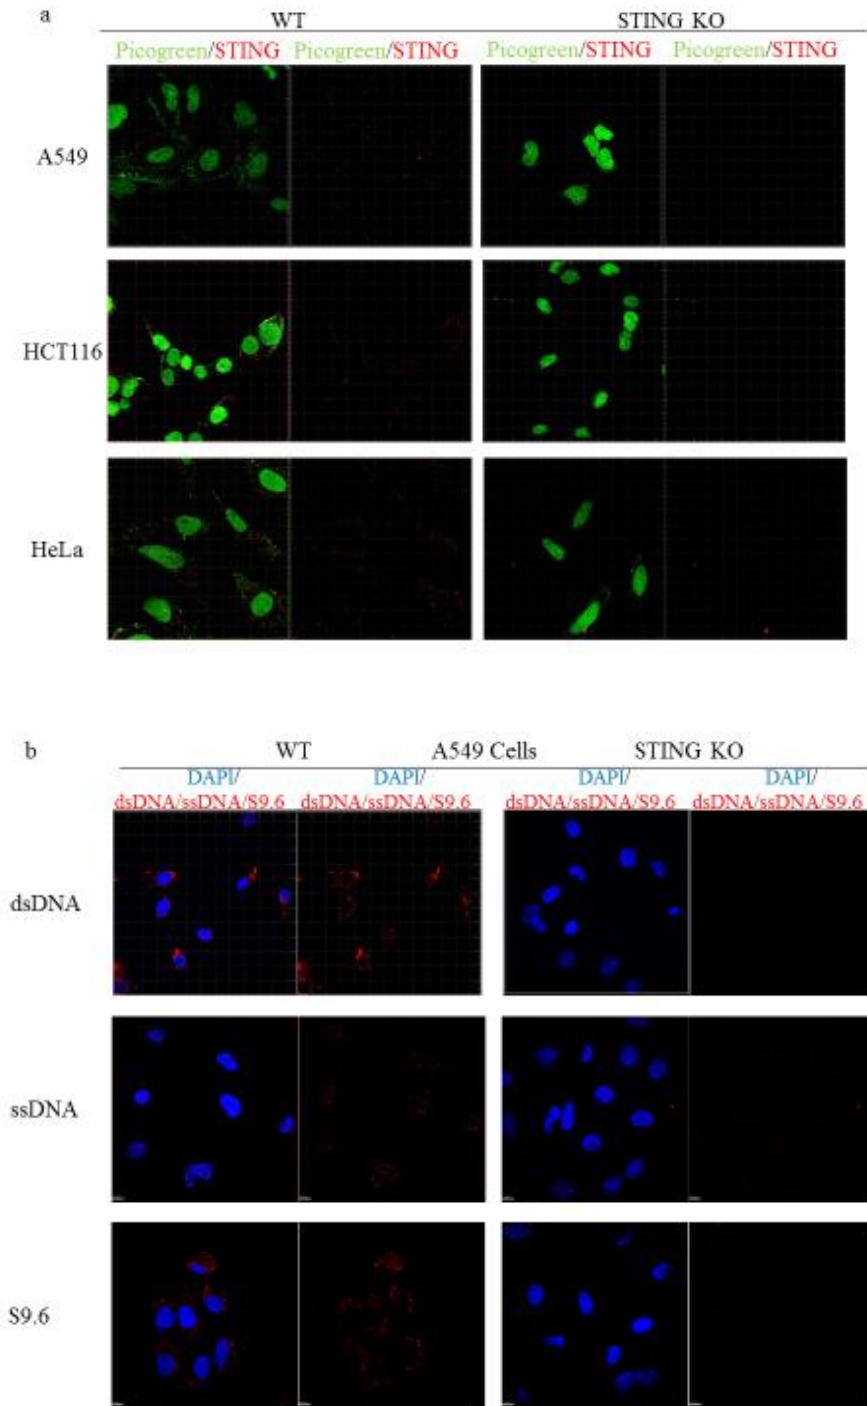 a
WT STING KO
Picogreen/STING Picogreen/STING Picogreen/STING Picogreen/STING
A549
HCT116
HeLa
b
WT A549 Cells STING KO
DAPI/ DAPI/ DAPI/ DAPI/
dsDNA/ssDNA/S9.6 dsDNA/ssDNA/S9.6 dsDNA/ssDNA/S9.6 dsDNA/ssDNA/S9.6
dsDNA
ssDNA
S9.6